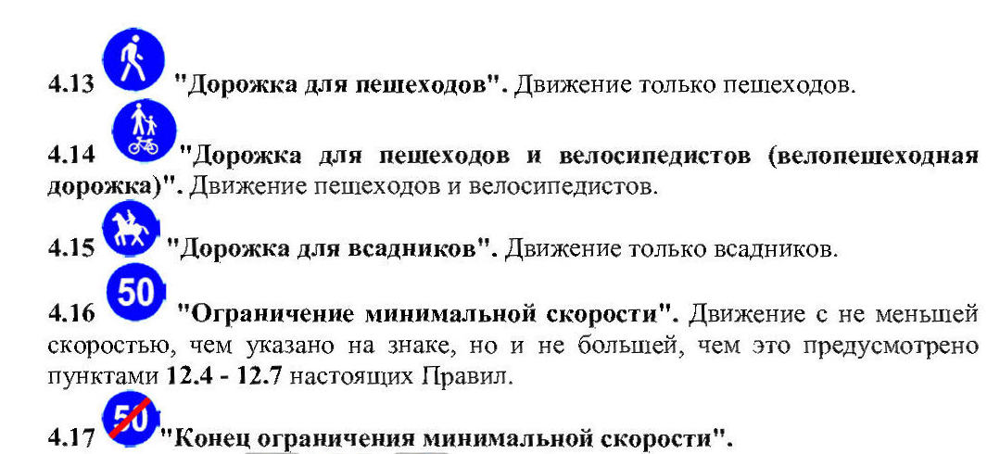 4.13 "Дорожка для пешеходов". Движение только пешеходов.
4.14 "Дорожка для пешеходов и велосипедистов (велопешеходная
дорожка)". Движение пешеходов и велосипедистов.
4.15 "Дорожка для всадников". Движение только всадников.
50
4.16 "Ограничение минимальной скорости". Движение с не меньшей
скоростью, чем указано на знаке, но и не большей, чем это предусмотрено
пунктами 12.4 - 12.7 настоящих Правил.
50
4.17 "Конец ограничения минимальной скорости".